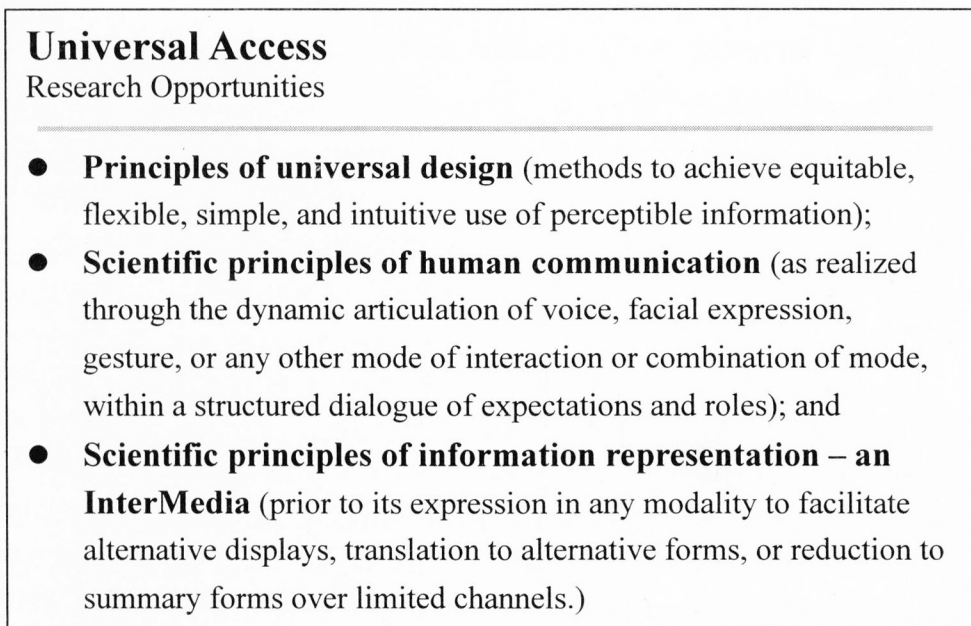 Universal Access
Research Opportunities
● Principles of universal design (methods to achieve equitable,
flexible, simple, and intuitive use of perceptible information);
● Scientific principles of human communication (as realized
through the dynamic articulation of voice, facial expression,
gesture, or any other mode of interaction or combination of mode,
within a structured dialogue of expectations and roles); and
● Scientific principles of information representation – an
InterMedia (prior to its expression in any modality to facilitate
alternative displays, translation to alternative forms, or reduction to
summary forms over limited channels.)